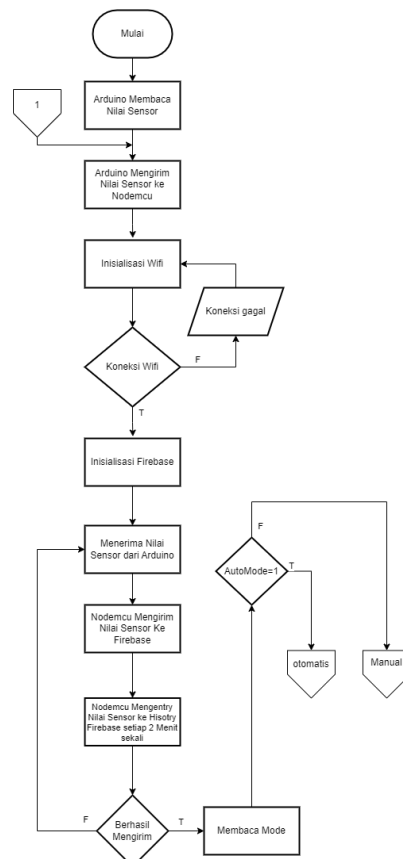 Mulai
1
Arduino Membaca
Nilai Sensor
Arduino Mengirim
Nilai Sensor ke
Nodemcu
Inisialisasi Wifi
Koneksi gagal
Koneksi Wifi
F
T
Inisialisasi Firebase
Menerima Nilai
Sensor dari Arduino
Nodemcu Mengirim
Nilai Sensor Ke
Firebase
Nodemcu Mengentry
Nilai Sensor ke Hisotry
Firebase setiap 2 Menit
sekali
Berhasil
Mengirim
F
T
Membaca Mode
AutoMode=1
F
T
otomatis
Manual